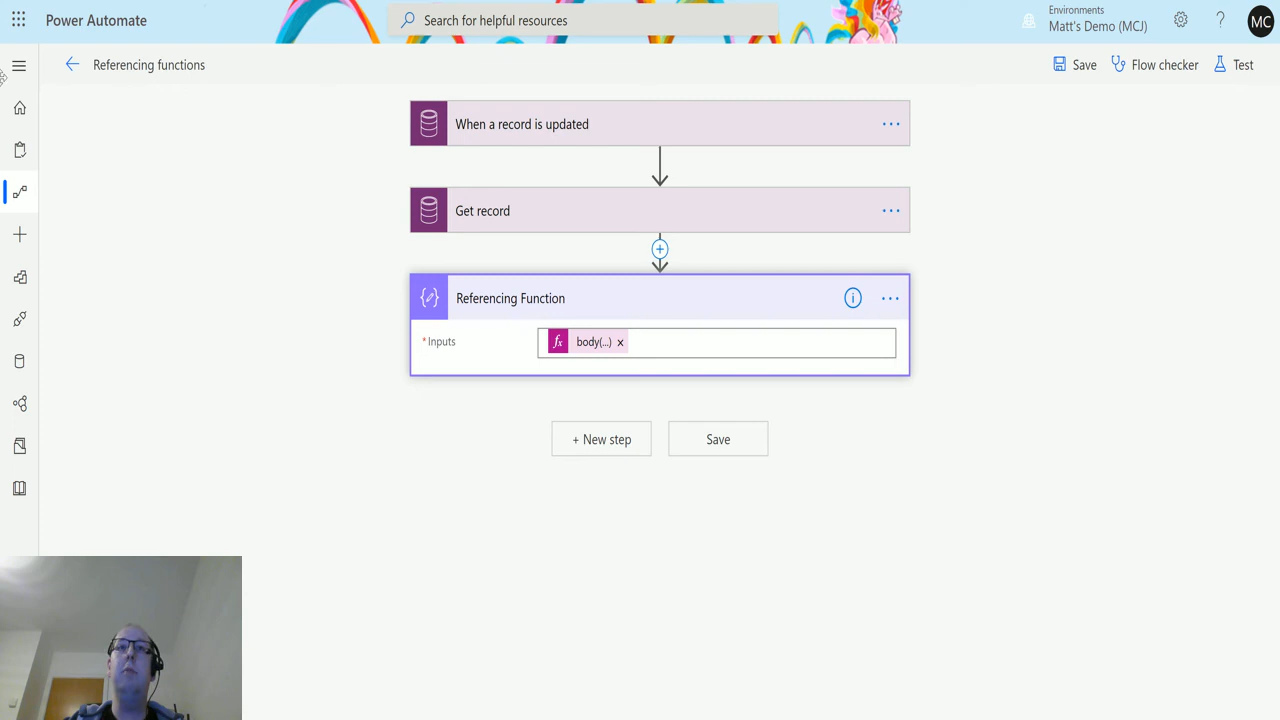 Power Automate
Search for helpful resources
Environments
Matt's Demo (MCJ)
MC
Referencing functions
Save
Flow checker
Test
When a record is updated
Get record
Referencing Function
*Inputs
fx body(...) x
+ New step
Save